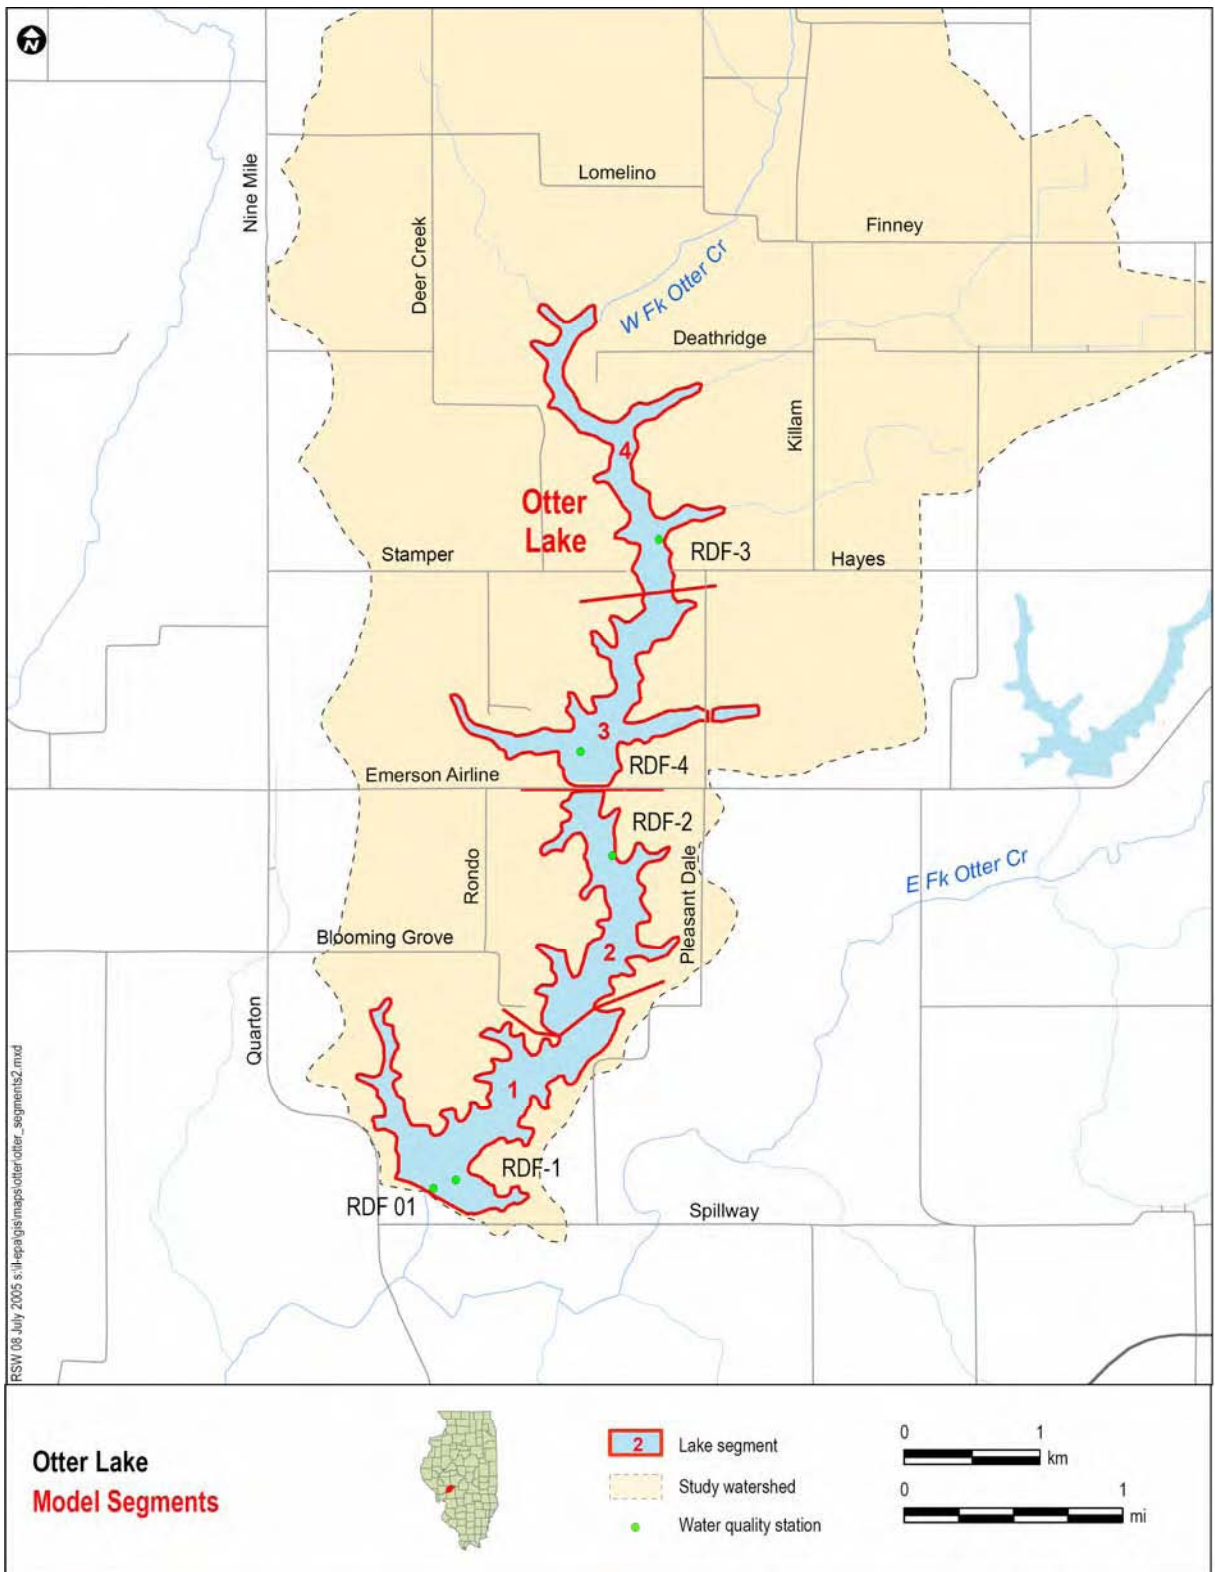 N
Nine Mile
Deer Creek
Lomelino
Finney
W Fk Otter Cr
Deathridge
Killam
4
Otter
Lake
RDF-3
Stamper
Hayes
3
RDF-4
Emerson Airline
RDF-2
Rondo
Pleasant Dale
E Fk Otter Cr
Blooming Grove
2
Quarton
1
RDF-1
RDF 01
Spillway
RSW 08 July 2005 s:\il-epa\gis\maps\otter\otter_segments2.mxd
Otter Lake
Model Segments
2 Lake segment
Study watershed
Water quality station
0 1
km
0 1
mi